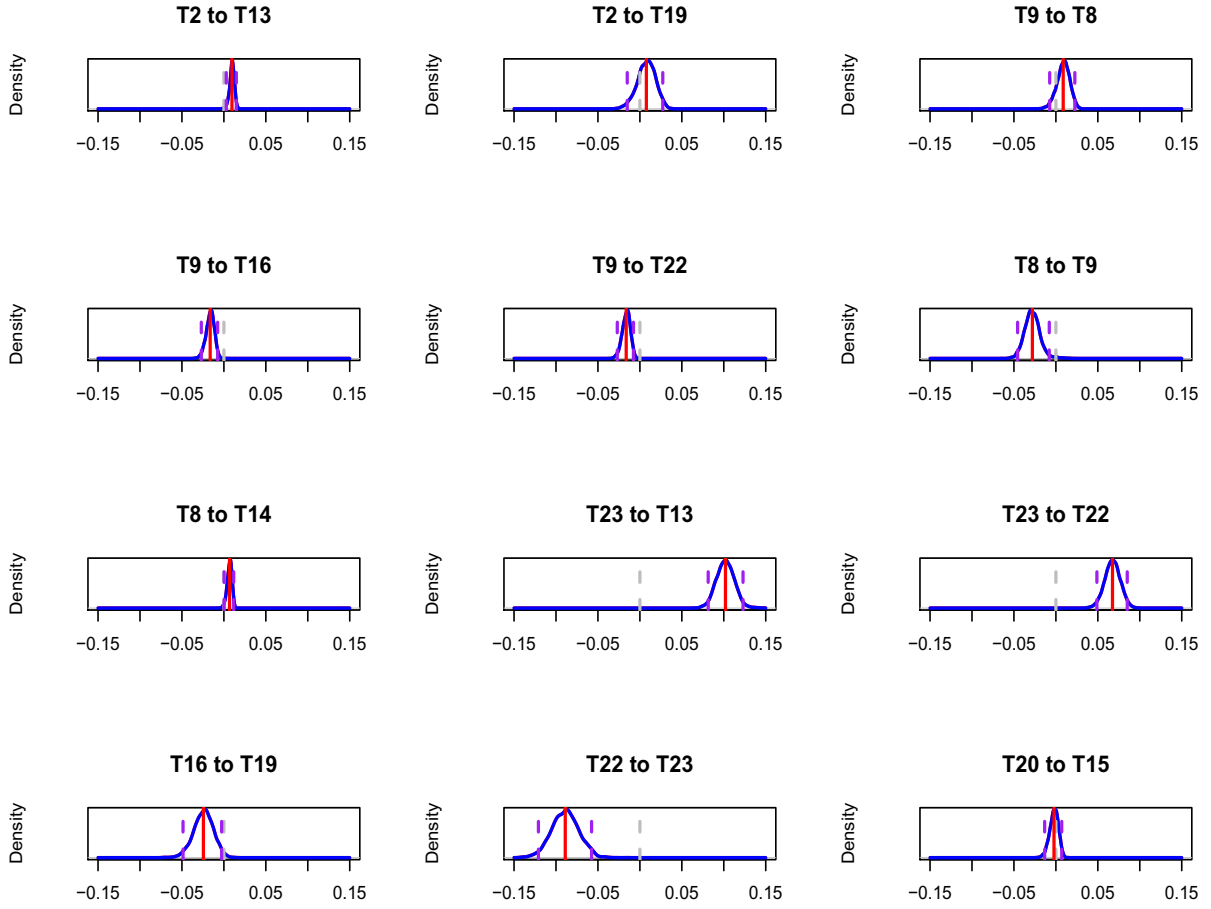 T2 to T13
T2 to T19
T9 to T8
Density
Density
Density
−0.15 −0.05 0.05 0.15
−0.15 −0.05 0.05 0.15
−0.15 −0.05 0.05 0.15
T9 to T16
T9 to T22
T8 to T9
Density
Density
Density
−0.15 −0.05 0.05 0.15
−0.15 −0.05 0.05 0.15
−0.15 −0.05 0.05 0.15
T8 to T14
T23 to T13
T23 to T22
Density
Density
Density
−0.15 −0.05 0.05 0.15
−0.15 −0.05 0.05 0.15
−0.15 −0.05 0.05 0.15
T16 to T19
T22 to T23
T20 to T15
Density
Density
Density
−0.15 −0.05 0.05 0.15
−0.15 −0.05 0.05 0.15
−0.15 −0.05 0.05 0.15